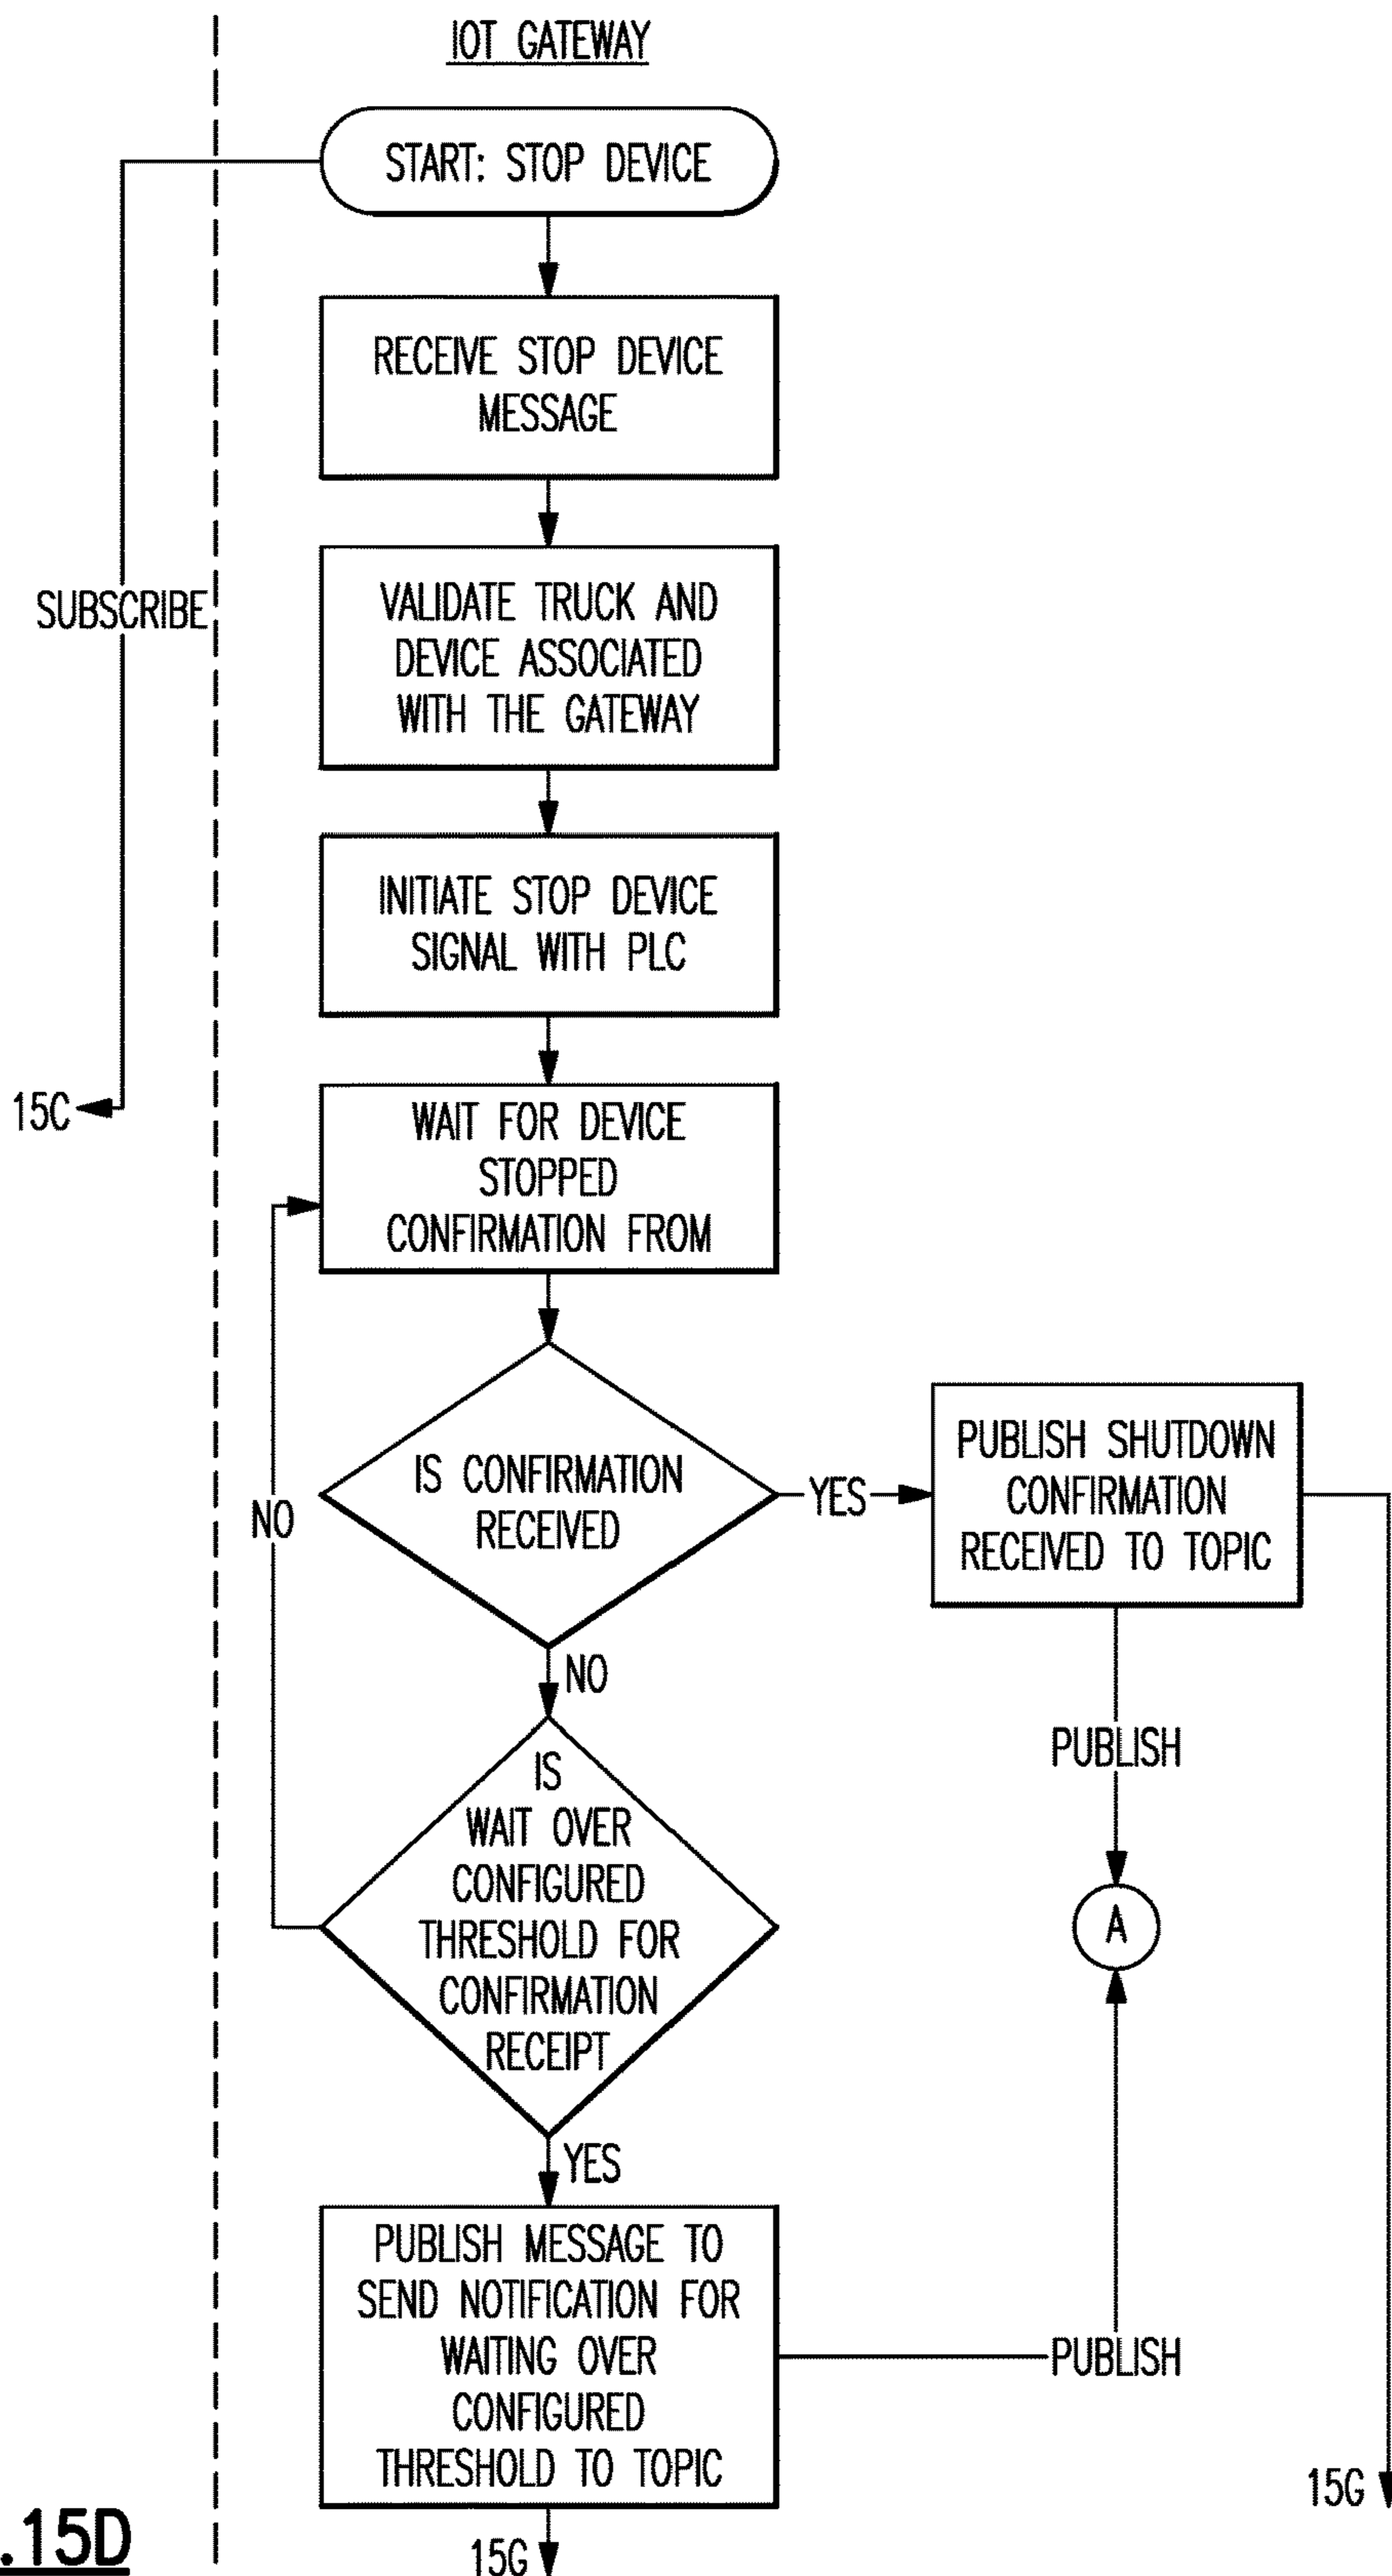 IOT GATEWAY
START: STOP DEVICE
RECEIVE STOP DEVICE
MESSAGE
VALIDATE TRUCK AND
DEVICE ASSOCIATED
WITH THE GATEWAY
SUBSCRIBE
INITIATE STOP DEVICE
SIGNAL WITH PLC
15C
WAIT FOR DEVICE
STOPPED
CONFIRMATION FROM
IS CONFIRMATION
RECEIVED
YES
PUBLISH SHUTDOWN
CONFIRMATION
RECEIVED TO TOPIC
NO
NO
PUBLISH
IS
WAIT OVER
CONFIGURED
THRESHOLD FOR
CONFIRMATION
RECEIPT
A
YES
PUBLISH MESSAGE TO
SEND NOTIFICATION FOR
WAITING OVER
CONFIGURED
THRESHOLD TO TOPIC
PUBLISH
15G
15G
.15D